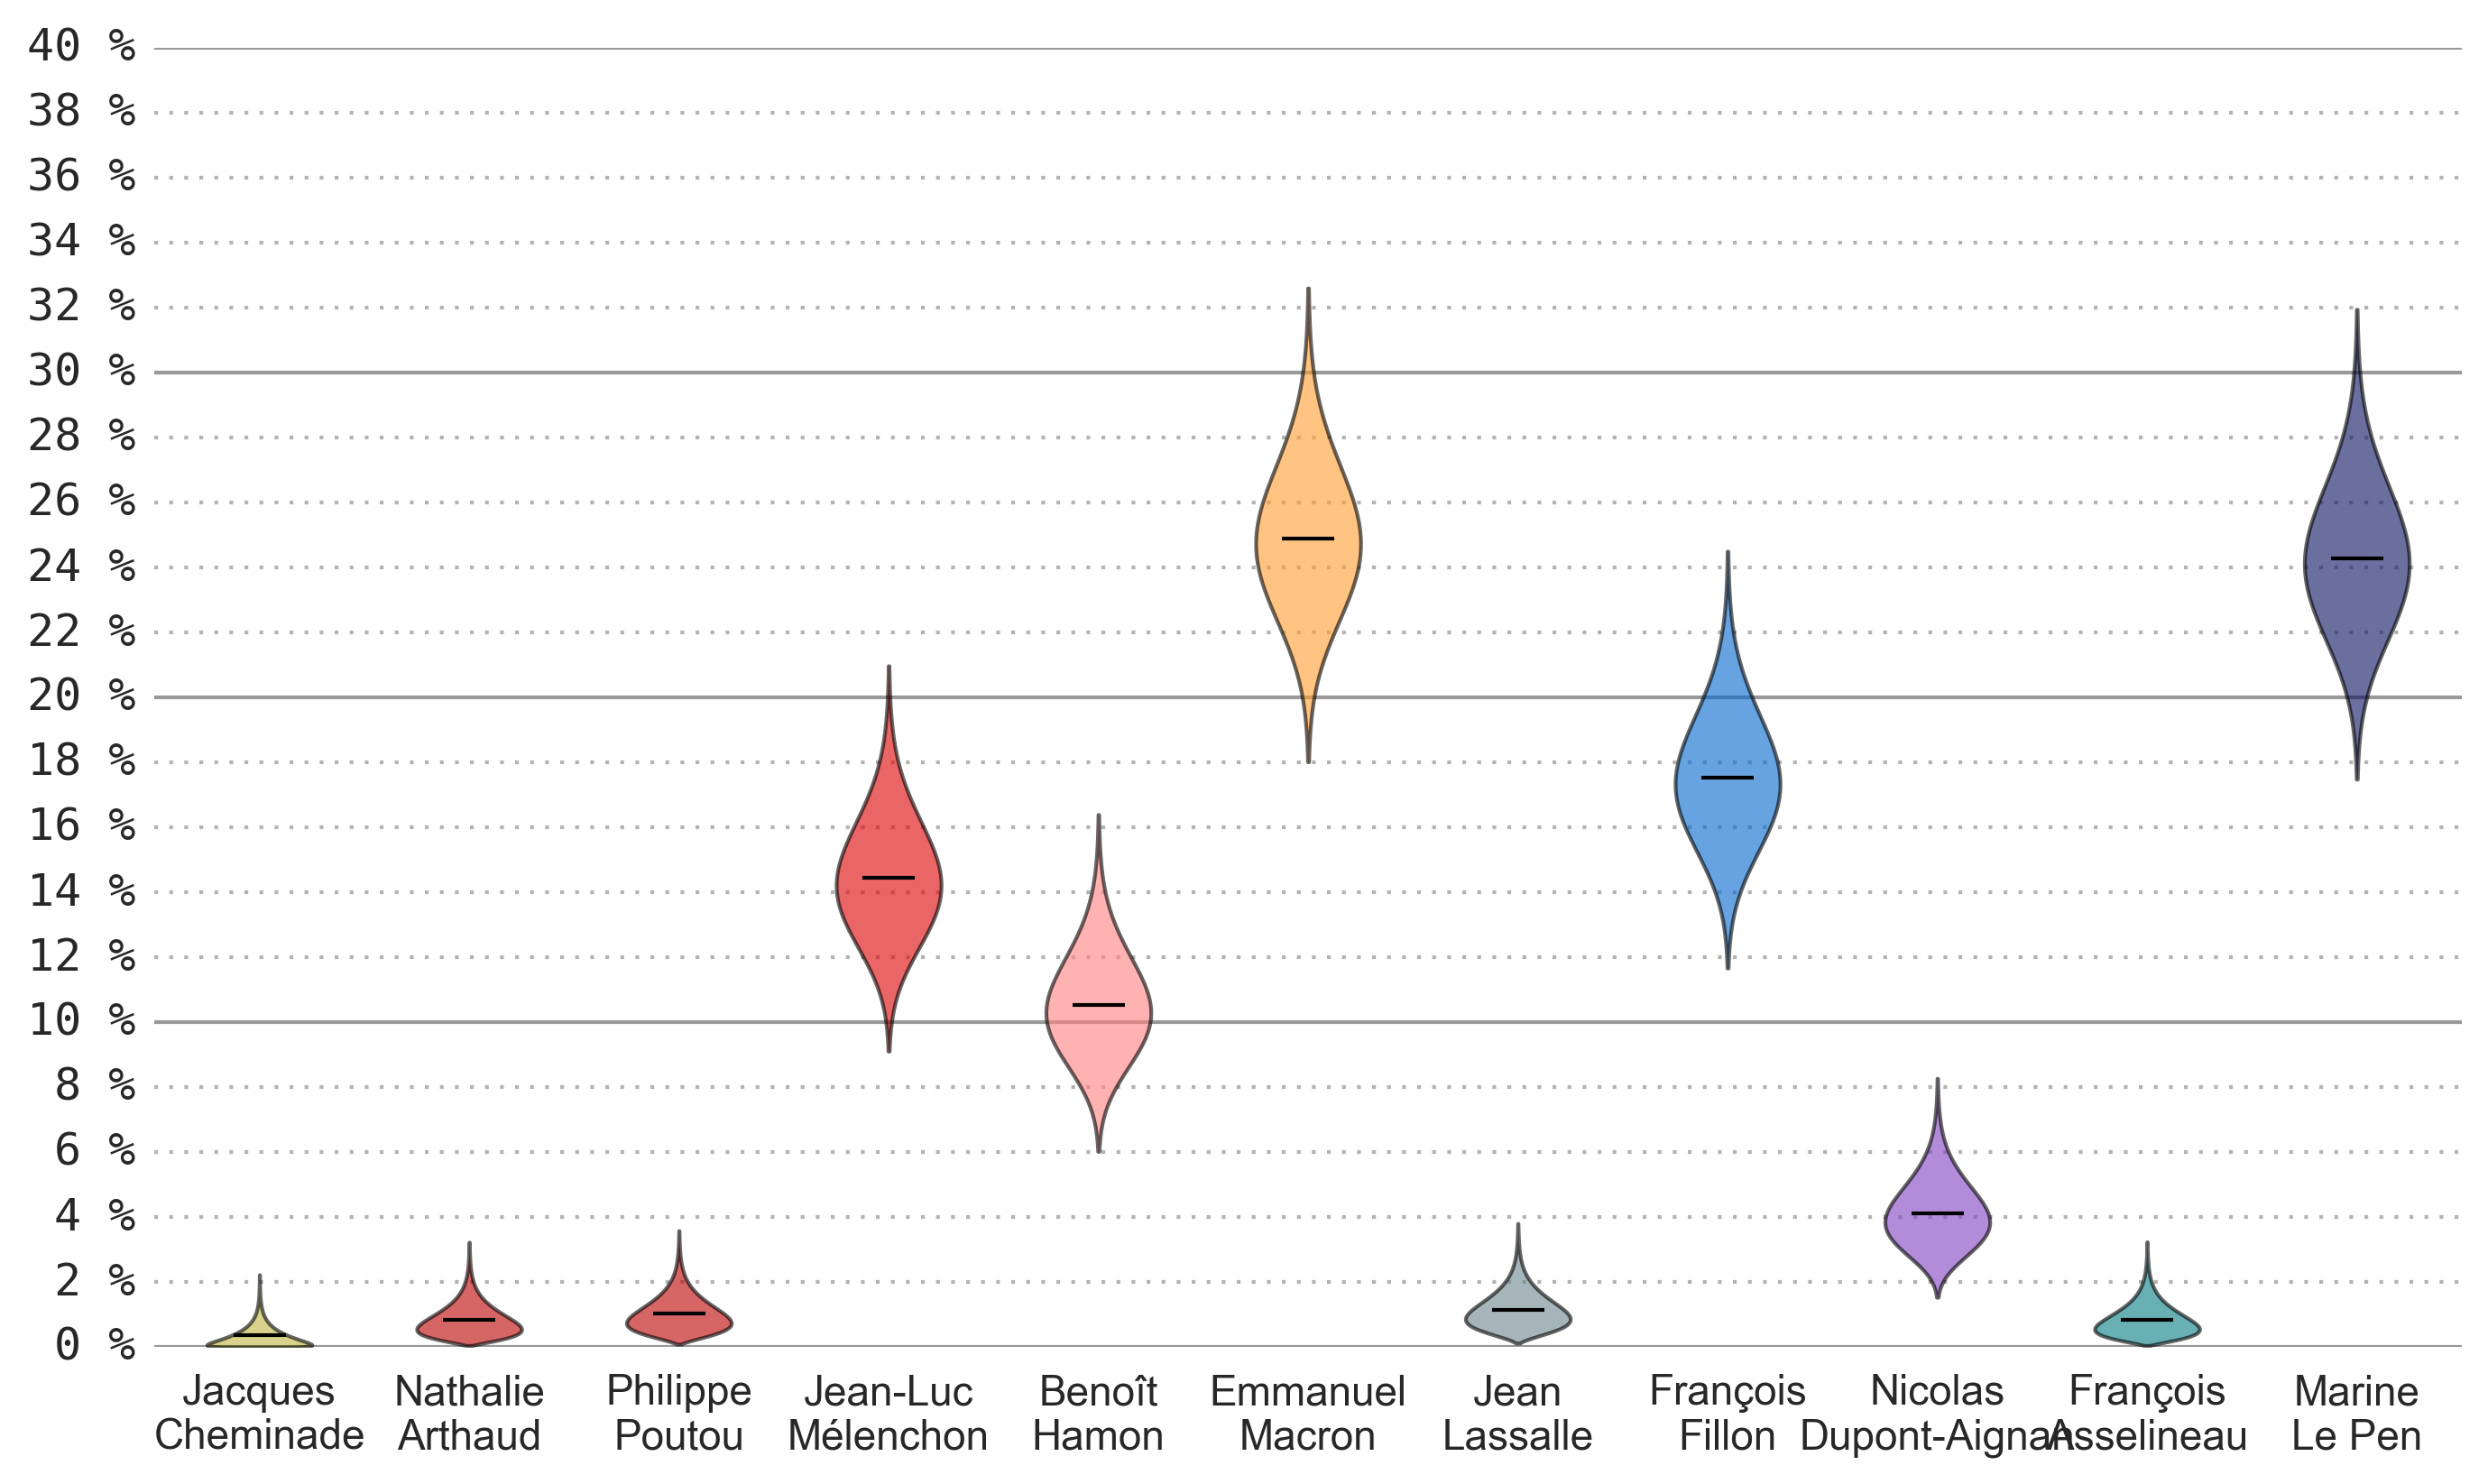 40 %
38 %
36 %
34 %
32 %
30 %
28 %
26 %
24 %
22 %
20 %
18 %
16 %
14 %
12 %
10 %
8 %
6 %
4 %
2 %
0 %
Jacques
Cheminade
Nathalie
Arthaud
Philippe
Poutou
Jean-Luc
Mélenchon
Benoît
Hamon
Emmanuel
Macron
Jean
Lassalle
François
Fillon
Nicolas
Dupont-Aignan
François
Asselineau
Marine
Le Pen